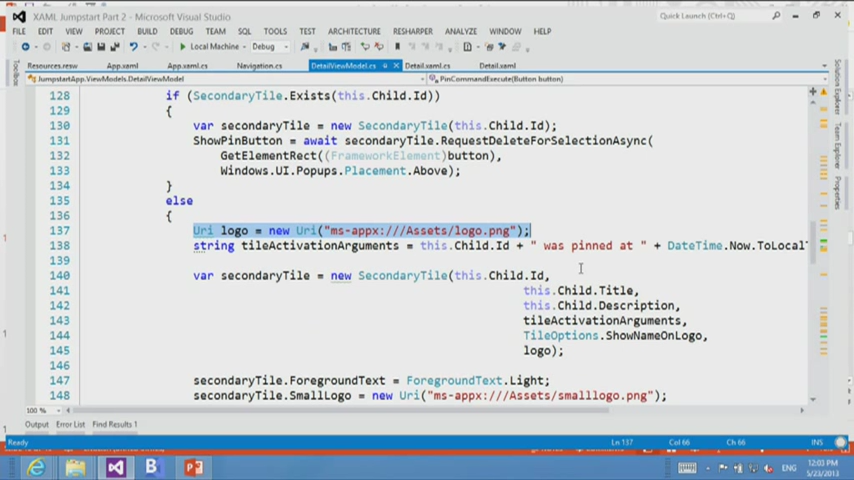 XAML Jumpstart Part 2 - Microsoft Visual Studio
Quick Launch (Ctrl+Q)
FILE EDIT VIEW PROJECT BUILD DEBUG TEAM SQL TOOLS TEST ARCHITECTURE RESHARPER ANALYZE WINDOW HELP
Local Machine Debug
Resources.resw App.xaml App.xaml.cs Navigation.cs DetailViewModel.cs Detail.xaml.cs Detail.xaml
JumpstartApp.ViewModels.DetailViewModel PinCommandExecute(Button button)
128 if (SecondaryTile.Exists(this.Child.Id))
129 {
130 var secondaryTile = new SecondaryTile(this.Child.Id);
131 ShowPinButton = await secondaryTile.RequestDeleteForSelectionAsync(
132 GetElementRect((FrameworkElement)button),
133 Windows.UI.Popups.Placement.Above);
134 }
135 else
136 {
137 Uri logo = new Uri("ms-appx:///Assets/logo.png");
138 string tileActivationArguments = this.Child.Id + " was pinned at " + DateTime.Now.ToLocalT
139
140 var secondaryTile = new SecondaryTile(this.Child.Id,
141 this.Child.Title,
142 this.Child.Description,
143 tileActivationArguments,
144 TileOptions.ShowNameOnLogo,
145 logo);
146
147 secondaryTile.ForegroundText = ForegroundText.Light;
148 secondaryTile.SmallLogo = new Uri("ms-appx:///Assets/smalllogo.png");
100 %
Toolbox
Solution Explorer
Team Explorer
Properties
Output Error List Find Results 1
Ready Ln 137 Col 66 Ch 66 INS
ENG
12:03 PM
5/23/2013